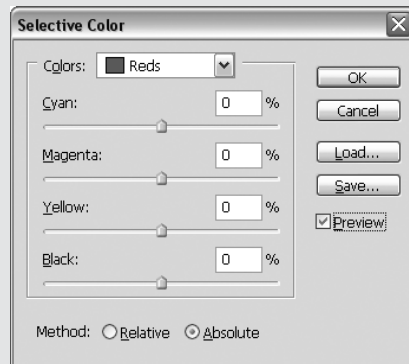 Selective Color
Colors: Reds
Cyan: 0 %
Magenta: 0 %
Yellow: 0 %
Black: 0 %
Method: Relative Absolute
OK
Cancel
Load...
Save...
Preview